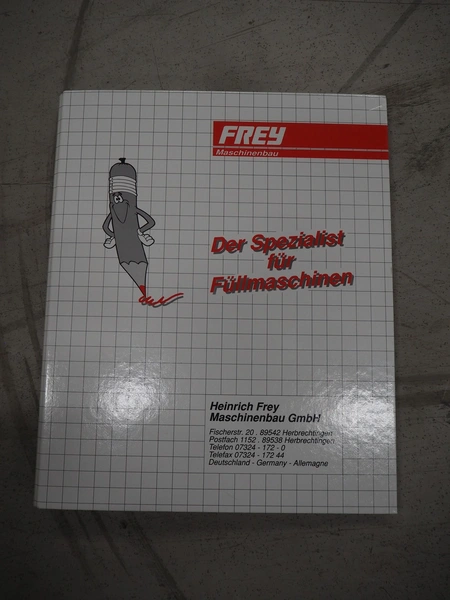 FREY
Maschinenbau
Der Spezialist
für
Füllmaschinen
Heinrich Frey
Maschinenbau GmbH
Fischerstr. 20 . 89542 Herbrechtingen
Postfach 1152 . 89538 Herbrechtingen
Telefon 07324 - 172 - 0
Telefax 07324 - 172 44
Deutschland - Germany - Allemagne